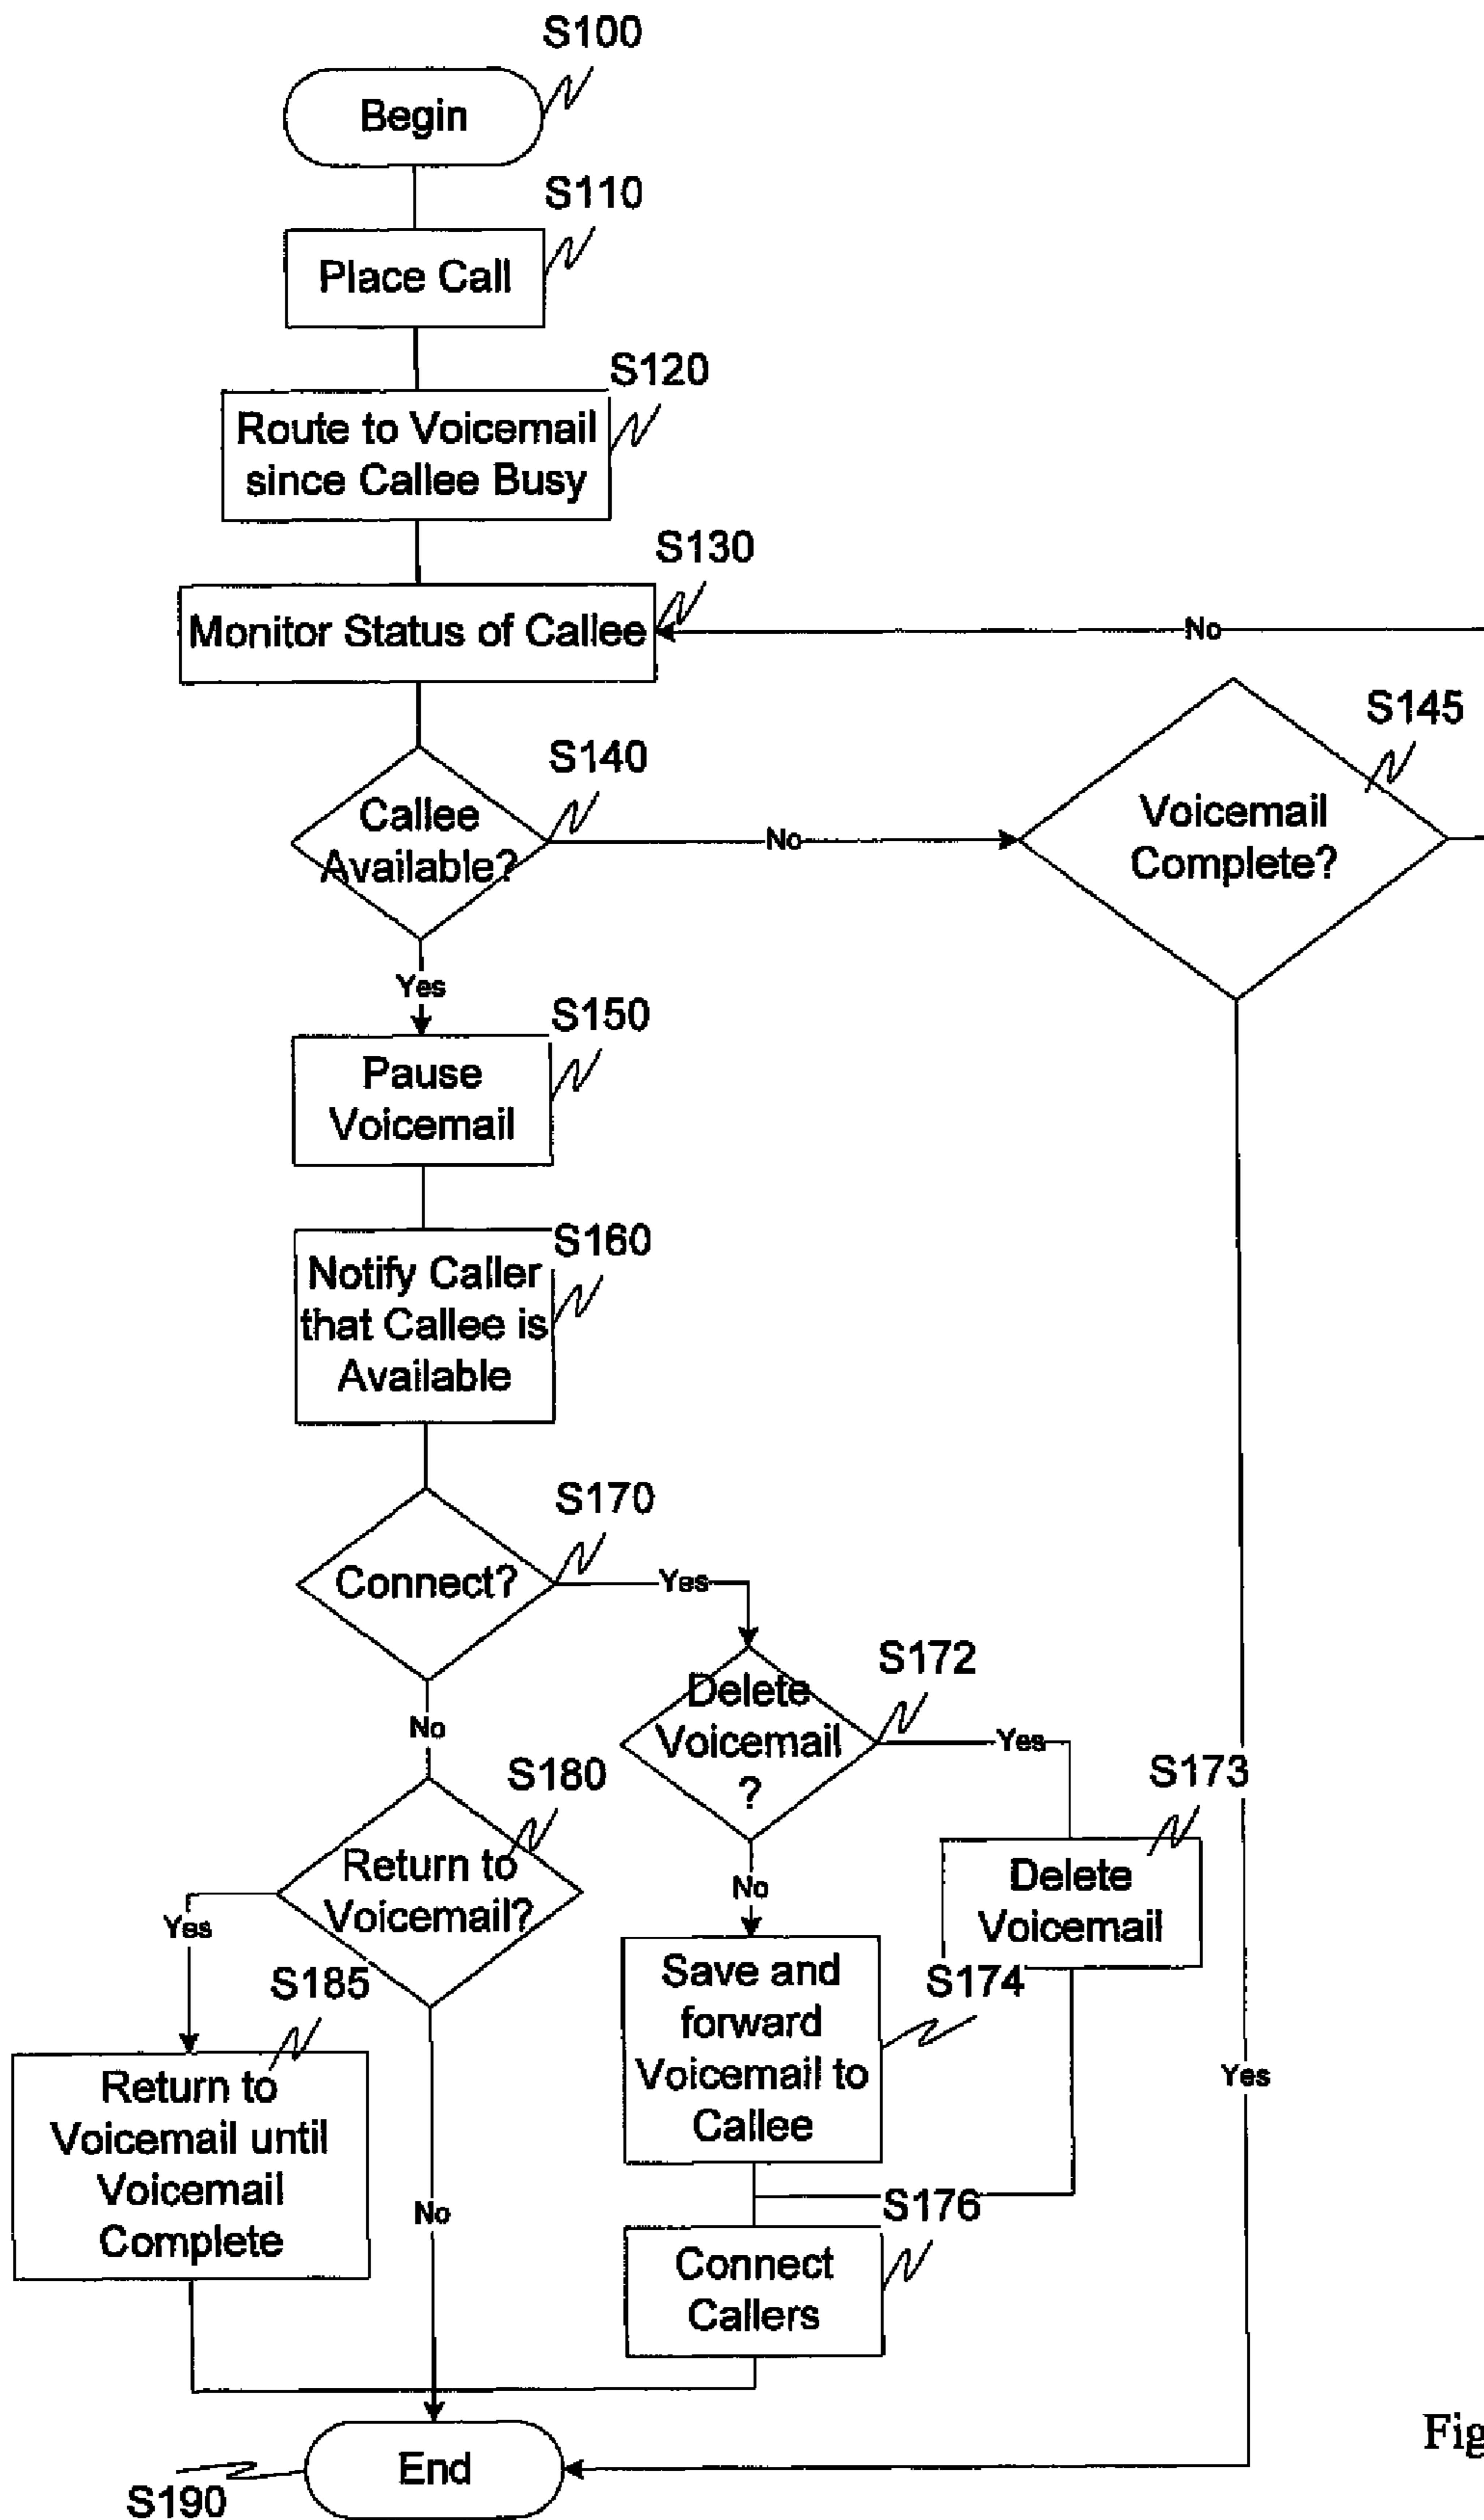 S100
Begin
S110
Place Call
S120
Route to Voicemail
since Callee Busy
S130
Monitor Status of Callee
No
S140
Callee
Available?
No
S145
Voicemail
Complete?
Yes
S150
Pause
Voicemail
S160
Notify Caller
that Callee is
Available
S170
Connect?
Yes
S172
Delete
Voicemail
?
Yes
No
S173
Delete
Voicemail
S180
Return to
Voicemail?
No
Yes
S174
Save and
forward
Voicemail to
Callee
S185
Return to
Voicemail until
Voicemail
Complete
Yes
No
S176
Connect
Callers
Fig
End
S190